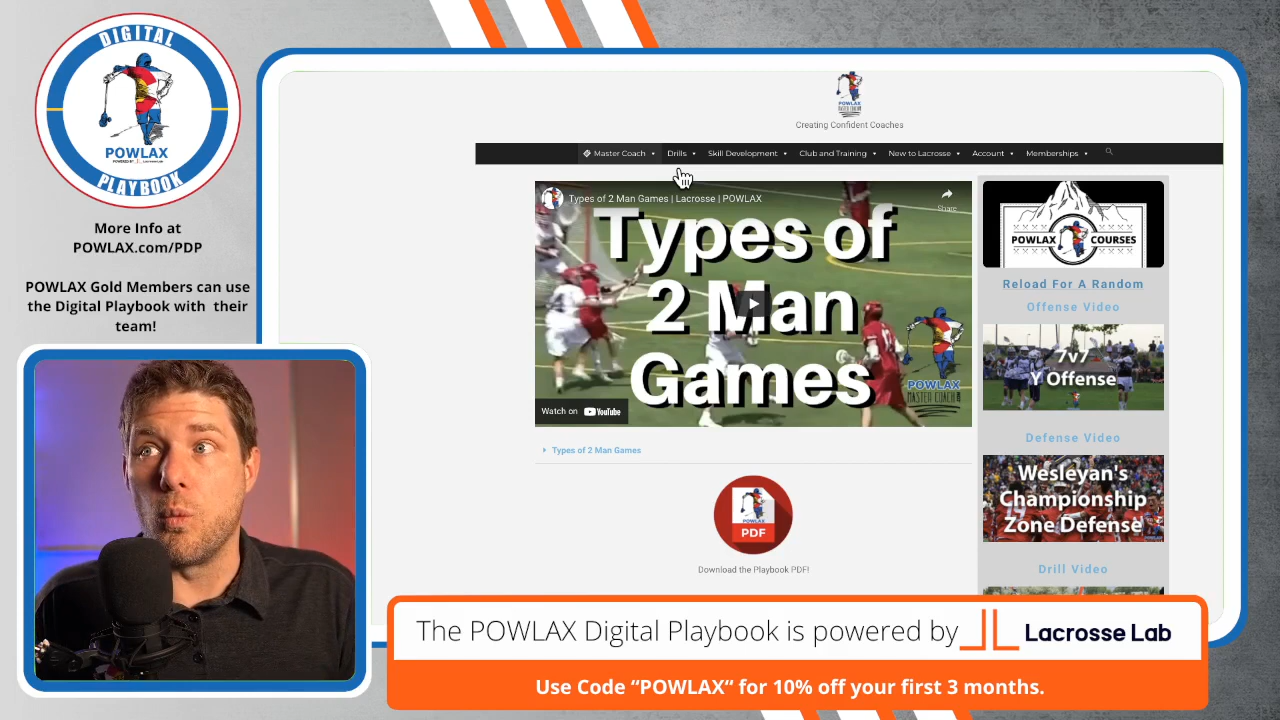 DIGITAL
POWLAX
PLAYBOOK
More Info at
POWLAX.com/PDP
POWLAX Gold Members can use
the Digital Playbook with their
team!
POWLAX
Creating Confident Coaches
Master Coach
Drills
Skill Development
Club and Training
New to Lacrosse
Account
Memberships
Types of 2 Man Games | Lacrosse | POWLAX
Share
Types of
2 Man
Games
POWLAX
MASTER COACH
Watch on YouTube
Types of 2 Man Games
PDF
Download the Playbook PDF!
POWLAX COURSES
Reload For A Random
Offense Video
7v7
Y Offense
Defense Video
Wesleyan's
Championship
Zone Defense
Drill Video
The POWLAX Digital Playbook is powered by Lacrosse Lab
Use Code “POWLAX“ for 10% off your first 3 months.